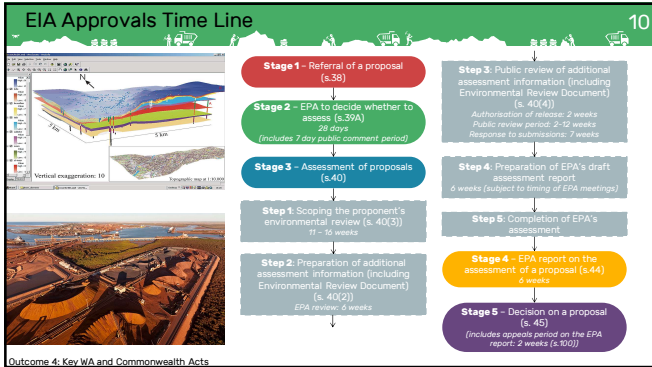 EIA Approvals Time Line
10
N
5 km
5 km
Vertical exaggeration: 10
Topographic map at 1:10,000
Stage 1 – Referral of a proposal
(s.38)
Stage 2 – EPA to decide whether to
assess (s.39A)
28 days
(includes 7 day public comment period)
Stage 3 – Assessment of proposals
(s.40)
Step 1: Scoping the proponent's
environmental review (s. 40(3))
11 – 16 weeks
Step 2: Preparation of additional
assessment information (including
Environmental Review Document)
(s. 40(2))
EPA review: 6 weeks
Step 3: Public review of additional
assessment information (including
Environmental Review Document)
(s. 40(4))
Authorisation of release: 2 weeks
Public review period: 2–12 weeks
Response to submissions: 7 weeks
Step 4: Preparation of EPA's draft
assessment report
6 weeks (subject to timing of EPA meetings)
Step 5: Completion of EPA's
assessment
Stage 4 – EPA report on the
assessment of a proposal (s.44)
6 weeks
Stage 5 – Decision on a proposal
(s. 45)
(includes appeals period on the EPA
report: 2 weeks (s.100))
Outcome 4: Key WA and Commonwealth Acts